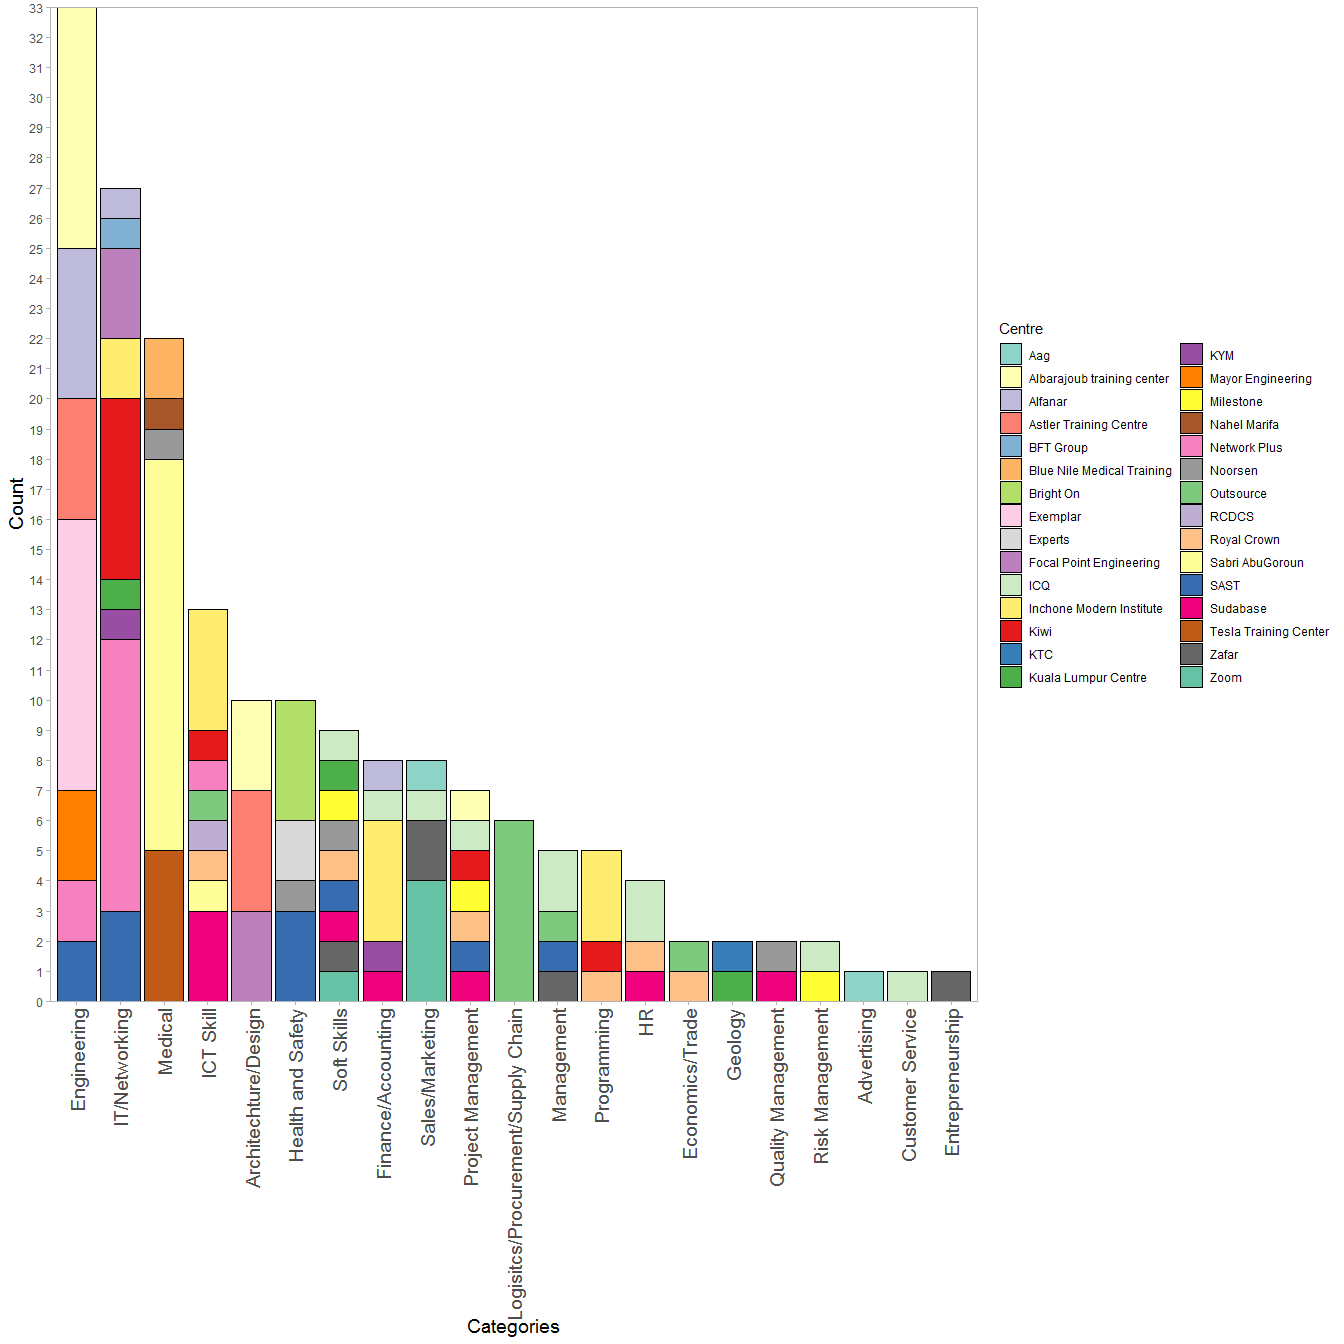 33
32
31
30
29
28
27
26
25
24
23
22
21
20
19
18
17
16
15
14
13
12
11
10
9
8
7
6
5
4
3
2
1
0
Count
Engineering
IT/Networking
Medical
ICT Skill
Architechture/Design
Health and Safety
Soft Skills
Finance/Accounting
Sales/Marketing
Project Management
Logisitcs/Procurement/Supply Chain
Management
Programming
HR
Economics/Trade
Geology
Quality Management
Risk Management
Advertising
Customer Service
Entrepreneurship
Categories
Centre
Aag
Albarajoub training center
Alfanar
Astler Training Centre
BFT Group
Blue Nile Medical Training
Bright On
Exemplar
Experts
Focal Point Engineering
ICQ
Inchone Modern Institute
Kiwi
KTC
Kuala Lumpur Centre
KYM
Mayor Engineering
Milestone
Nahel Marifa
Network Plus
Noorsen
Outsource
RCDCS
Royal Crown
Sabri AbuGoroun
SAST
Sudabase
Tesla Training Center
Zafar
Zoom